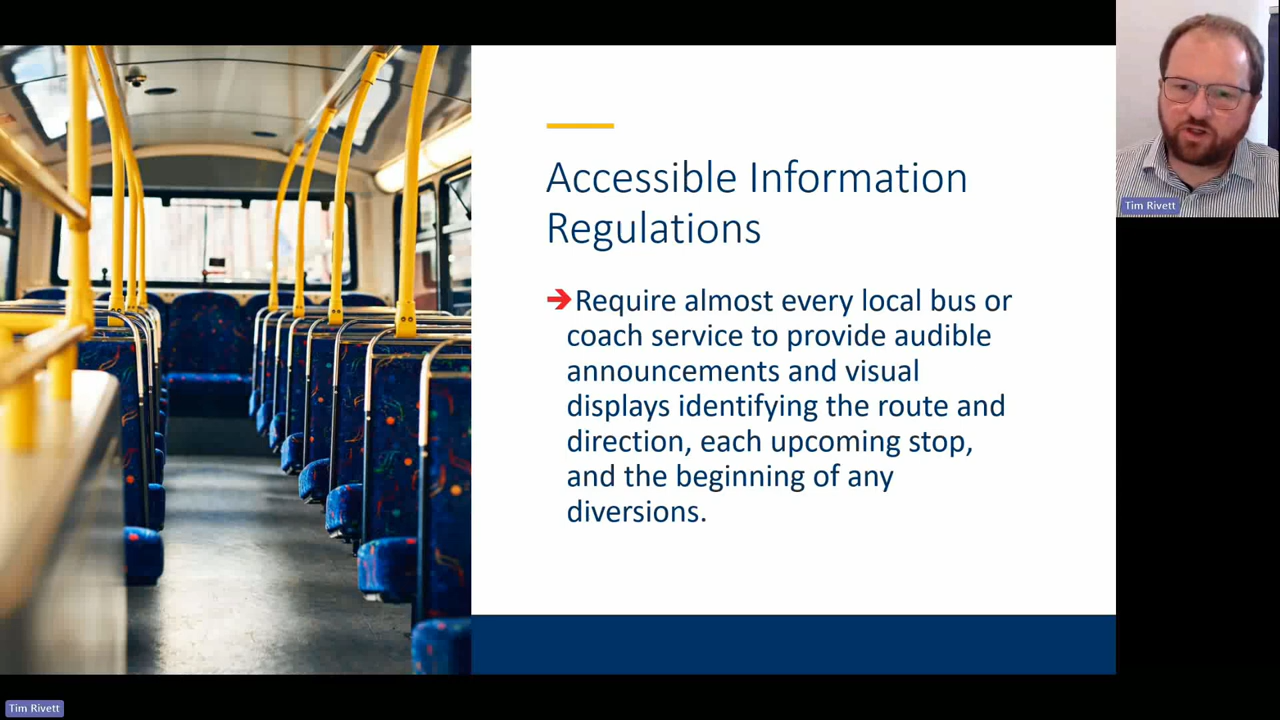 Accessible Information
Regulations
➔Require almost every local bus or
coach service to provide audible
announcements and visual
displays identifying the route and
direction, each upcoming stop,
and the beginning of any
diversions.
Tim Rivett
Tim Rivett